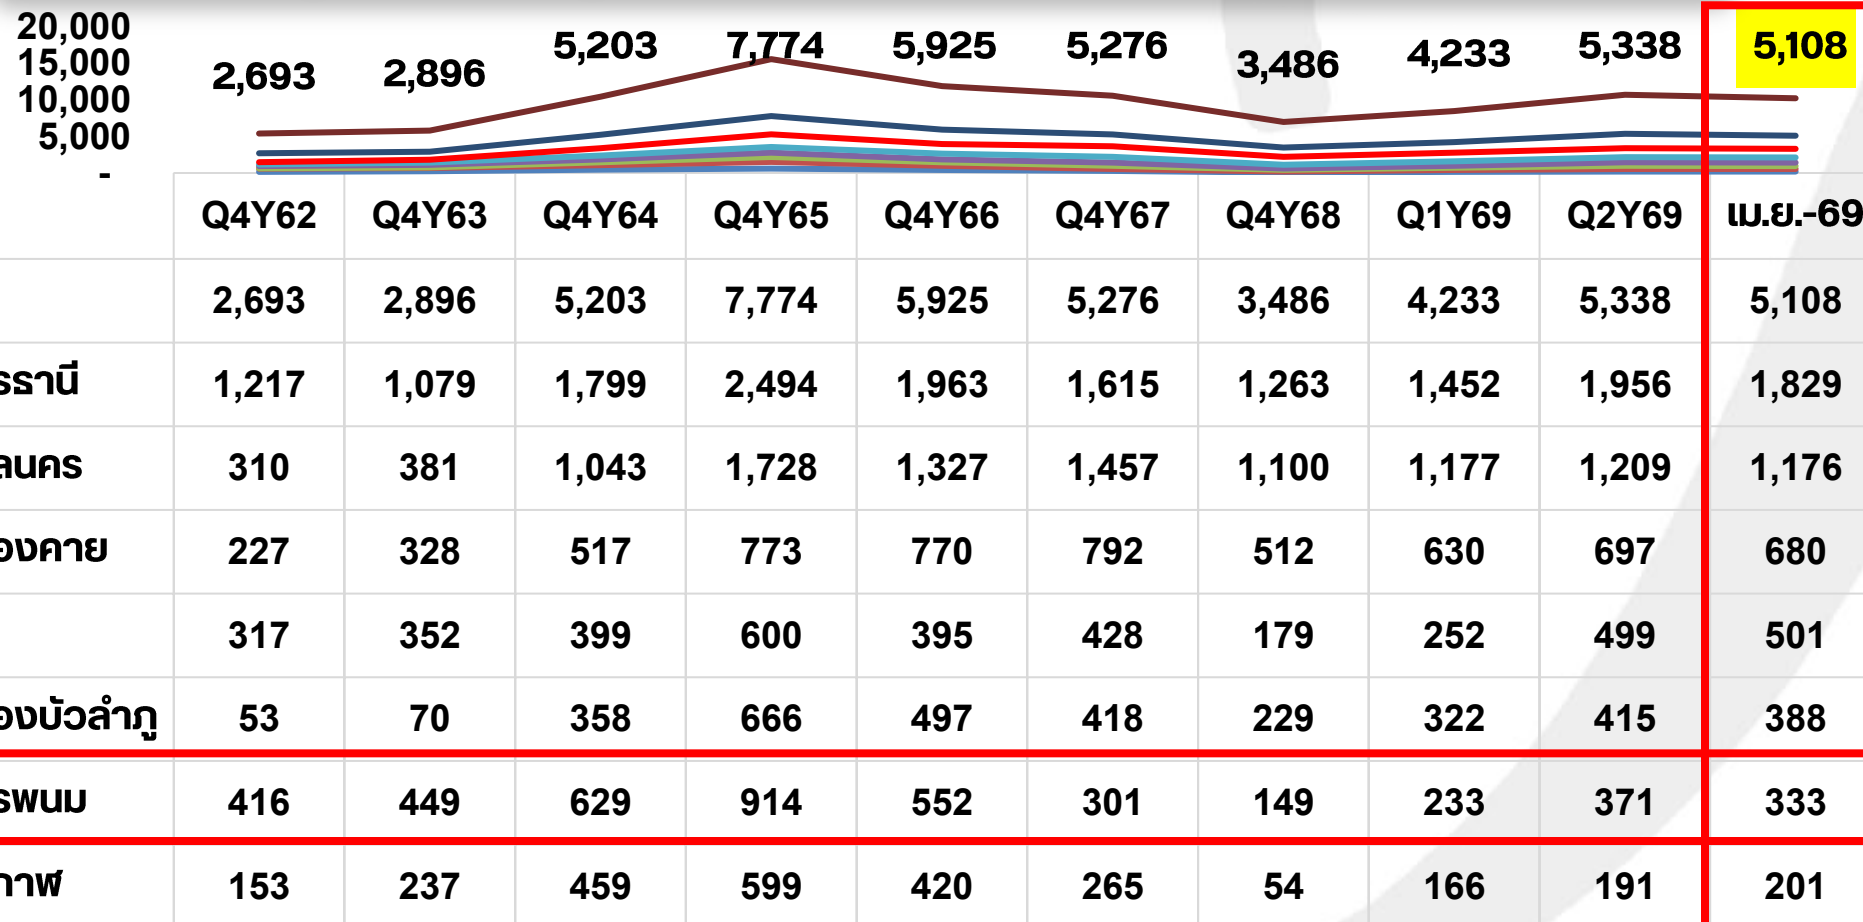 20,000
15,000
10,000
5,000
-
2,693 2,896 5,203 7,774 5,925 5,276 3,486 4,233 5,338 5,108
Q4Y62 Q4Y63 Q4Y64 Q4Y65 Q4Y66 Q4Y67 Q4Y68 Q1Y69 Q2Y69 เม.ย.-69
2,693 2,896 5,203 7,774 5,925 5,276 3,486 4,233 5,338 5,108
รธานี 1,217 1,079 1,799 2,494 1,963 1,615 1,263 1,452 1,956 1,829
ลนคร 310 381 1,043 1,728 1,327 1,457 1,100 1,177 1,209 1,176
องคาย 227 328 517 773 770 792 512 630 697 680
317 352 399 600 395 428 179 252 499 501
องบัวลำภู 53 70 358 666 497 418 229 322 415 388
รพนม 416 449 629 914 552 301 149 233 371 333
กาฬ 153 237 459 599 420 265 54 166 191 201